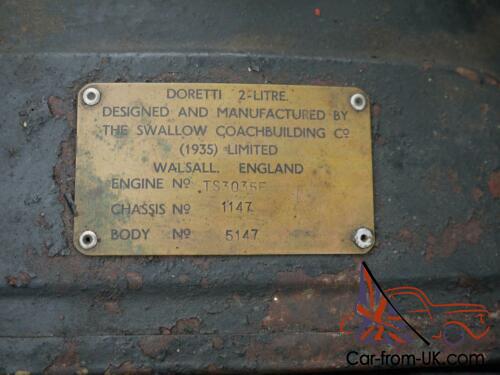 DORETTI 2-LITRE.
DESIGNED AND MANUFACTURED BY
THE SWALLOW COACHBUILDING Cº
(1935) LIMITED
WALSALL, ENGLAND
ENGINE Nº TS3035E
CHASSIS Nº 1147
BODY Nº 5147
Car-from-UK.com